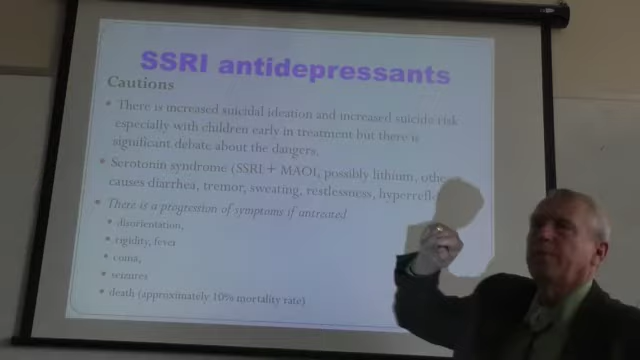 SSRI antidepressants
Cautions
• There is increased suicidal ideation and increased suicide risk
especially with children early in treatment but there is
significant debate about the dangers.
• Serotonin syndrome (SSRI + MAOI, possibly lithium,
causes diarrhea, tremor, sweating, restlessness,
• There is a progression of symptoms if untreated
• disorientation,
• rigidity, fever
• coma,
• seizures
• death (approximately 10% mortality rate)